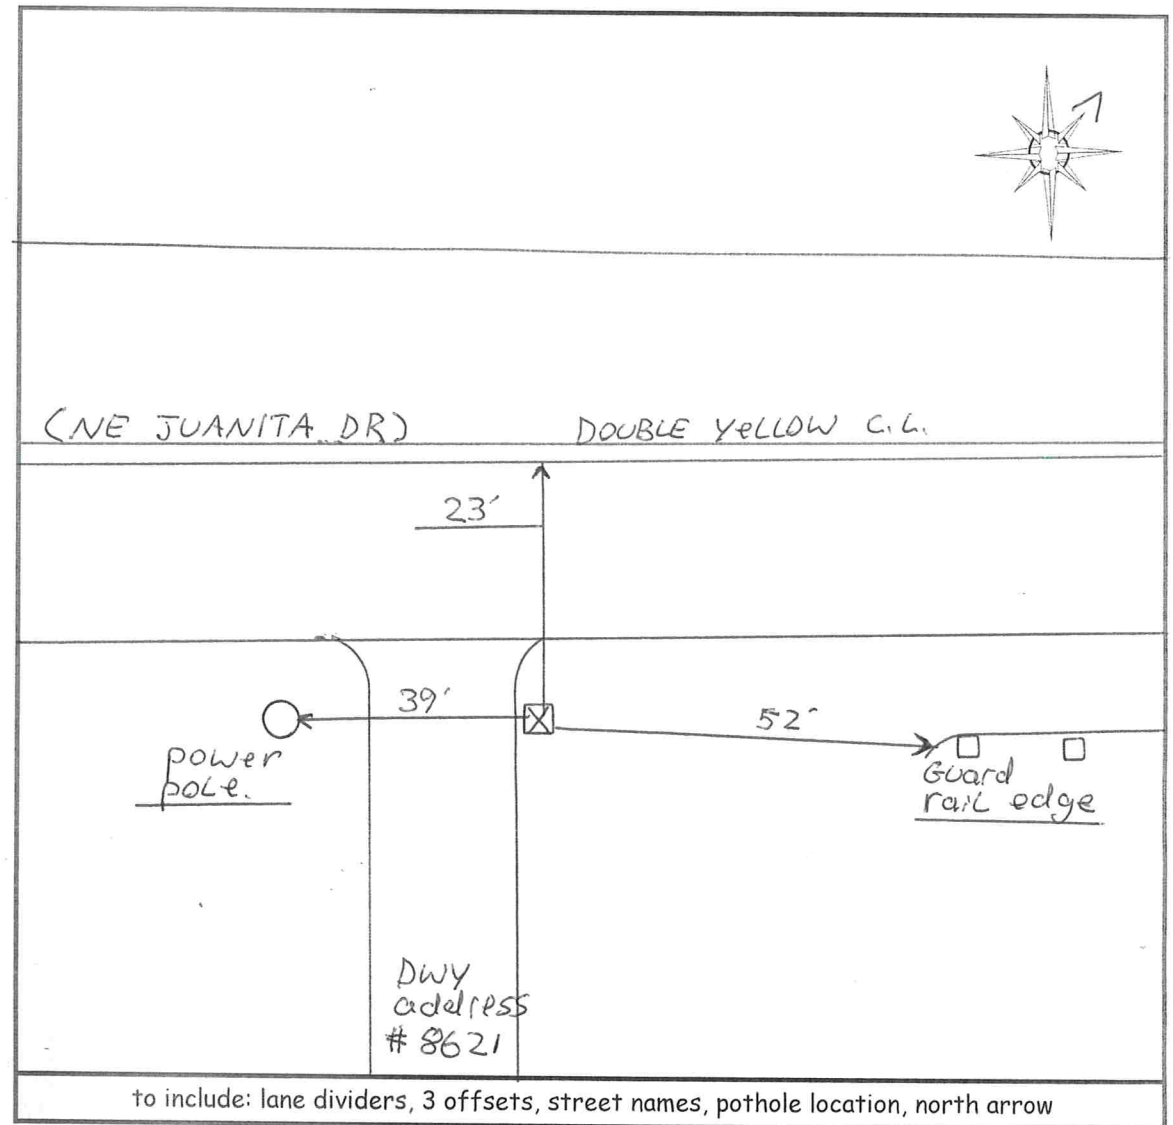 (NE JUANITA DR)
DOUBLE YELLOW C.L.
23'
39'
52'
power
pole.
Guard
rail edge
Dwy
address
# 8621
to include: lane dividers, 3 offsets, street names, pothole location, north arrow